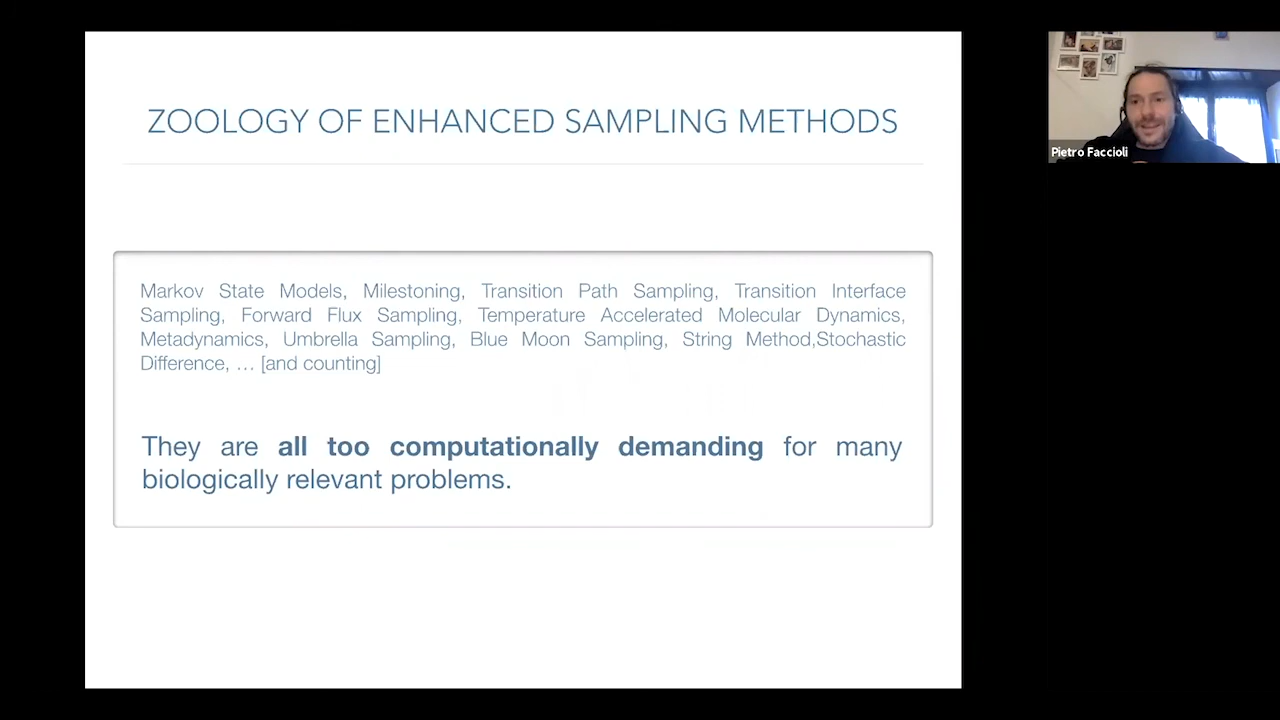 ZOOLOGY OF ENHANCED SAMPLING METHODS
Pietro Faccioli
Markov State Models, Milestoning, Transition Path Sampling, Transition Interface
Sampling, Forward Flux Sampling, Temperature Accelerated Molecular Dynamics,
Metadynamics, Umbrella Sampling, Blue Moon Sampling, String Method,Stochastic
Difference, … [and counting]
They are all too computationally demanding for many
biologically relevant problems.